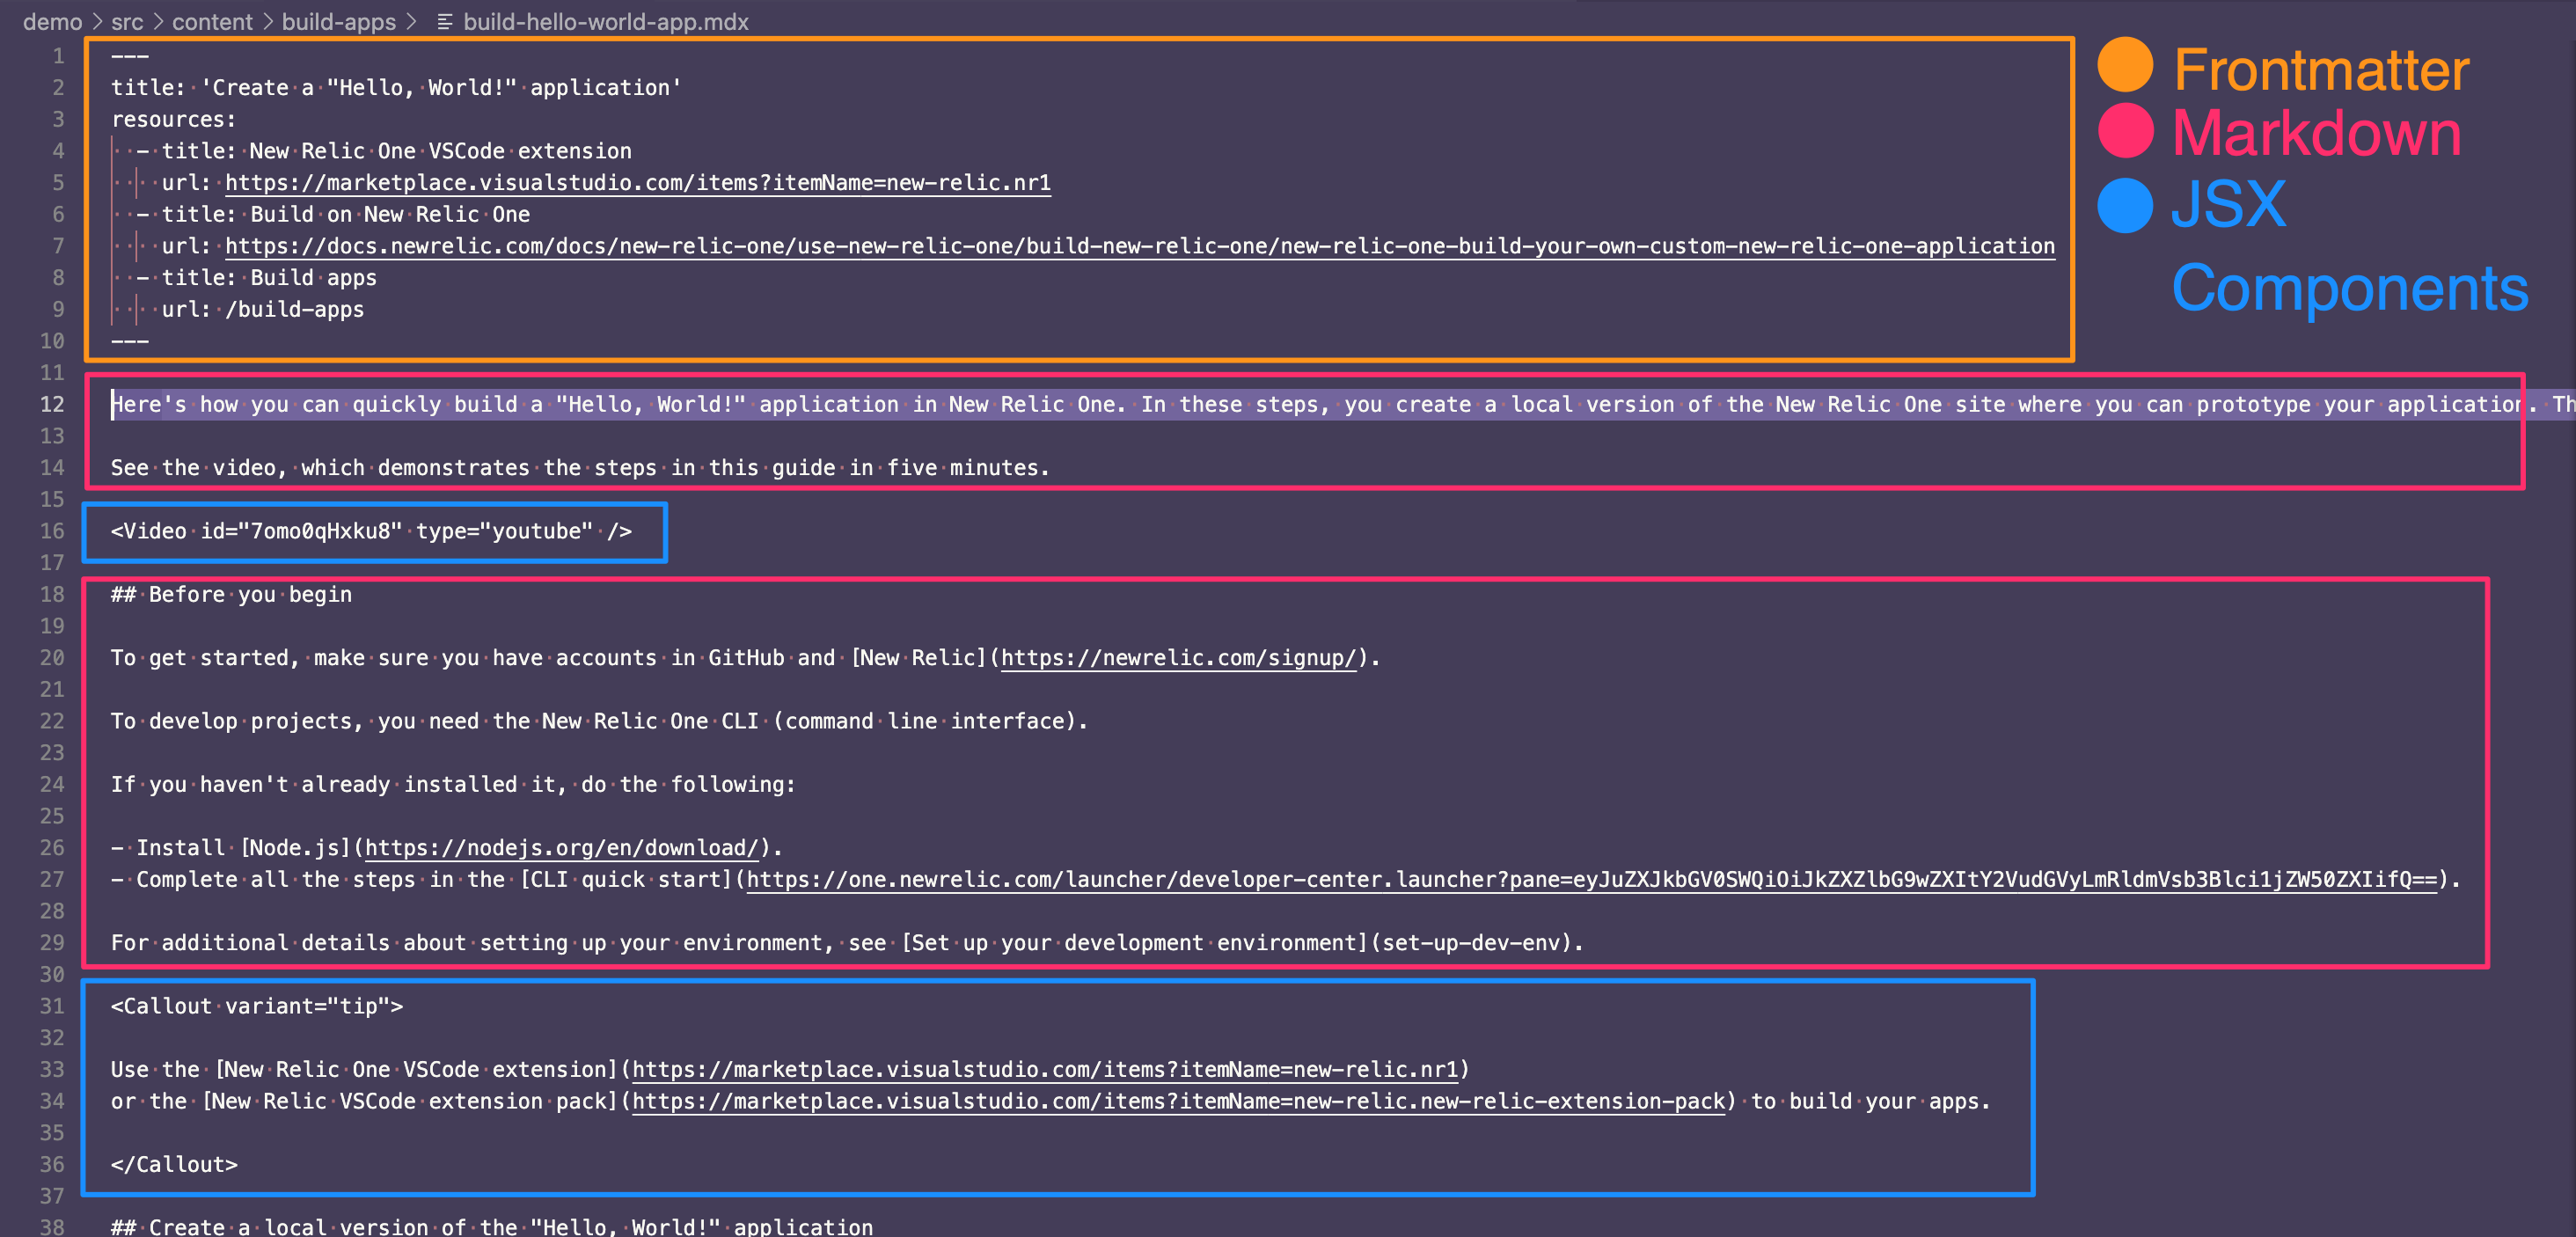 demo > src > content > build-apps > build-hello-world-app.mdx
1 ---
2 title: 'Create a "Hello, World!" application'
3 resources:
4 - title: New Relic One VSCode extension
5 url: https://marketplace.visualstudio.com/items?itemName=new-relic.nr1
6 - title: Build on New Relic One
7 url: https://docs.newrelic.com/docs/new-relic-one/use-new-relic-one/build-new-relic-one/new-relic-one-build-your-own-custom-new-relic-one-application
8 - title: Build apps
9 url: /build-apps
10 ---
11
12 Here's how you can quickly build a "Hello, World!" application in New Relic One. In these steps, you create a local version of the New Relic One site where you can prototype your application. Th
13
14 See the video, which demonstrates the steps in this guide in five minutes.
15
16 <Video id="7omo0qHxku8" type="youtube" />
17
18 ## Before you begin
19
20 To get started, make sure you have accounts in GitHub and [New Relic](https://newrelic.com/signup/).
21
22 To develop projects, you need the New Relic One CLI (command line interface).
23
24 If you haven't already installed it, do the following:
25
26 - Install [Node.js](https://nodejs.org/en/download/).
27 - Complete all the steps in the [CLI quick start](https://one.newrelic.com/launcher/developer-center.launcher?pane=eyJuZXJkbGV0SWQiOiJkZXZlbG9wZXItY2VudGVyLmRldmVsb3Blci1jZW50ZXIifQ==).
28
29 For additional details about setting up your environment, see [Set up your development environment](set-up-dev-env).
30
31 <Callout variant="tip">
32
33 Use the [New Relic One VSCode extension](https://marketplace.visualstudio.com/items?itemName=new-relic.nr1)
34 or the [New Relic VSCode extension pack](https://marketplace.visualstudio.com/items?itemName=new-relic.new-relic-extension-pack) to build your apps.
35
36 </Callout>
37
38 ## Create a local version of the "Hello, World!" application
Frontmatter
Markdown
JSX
Components